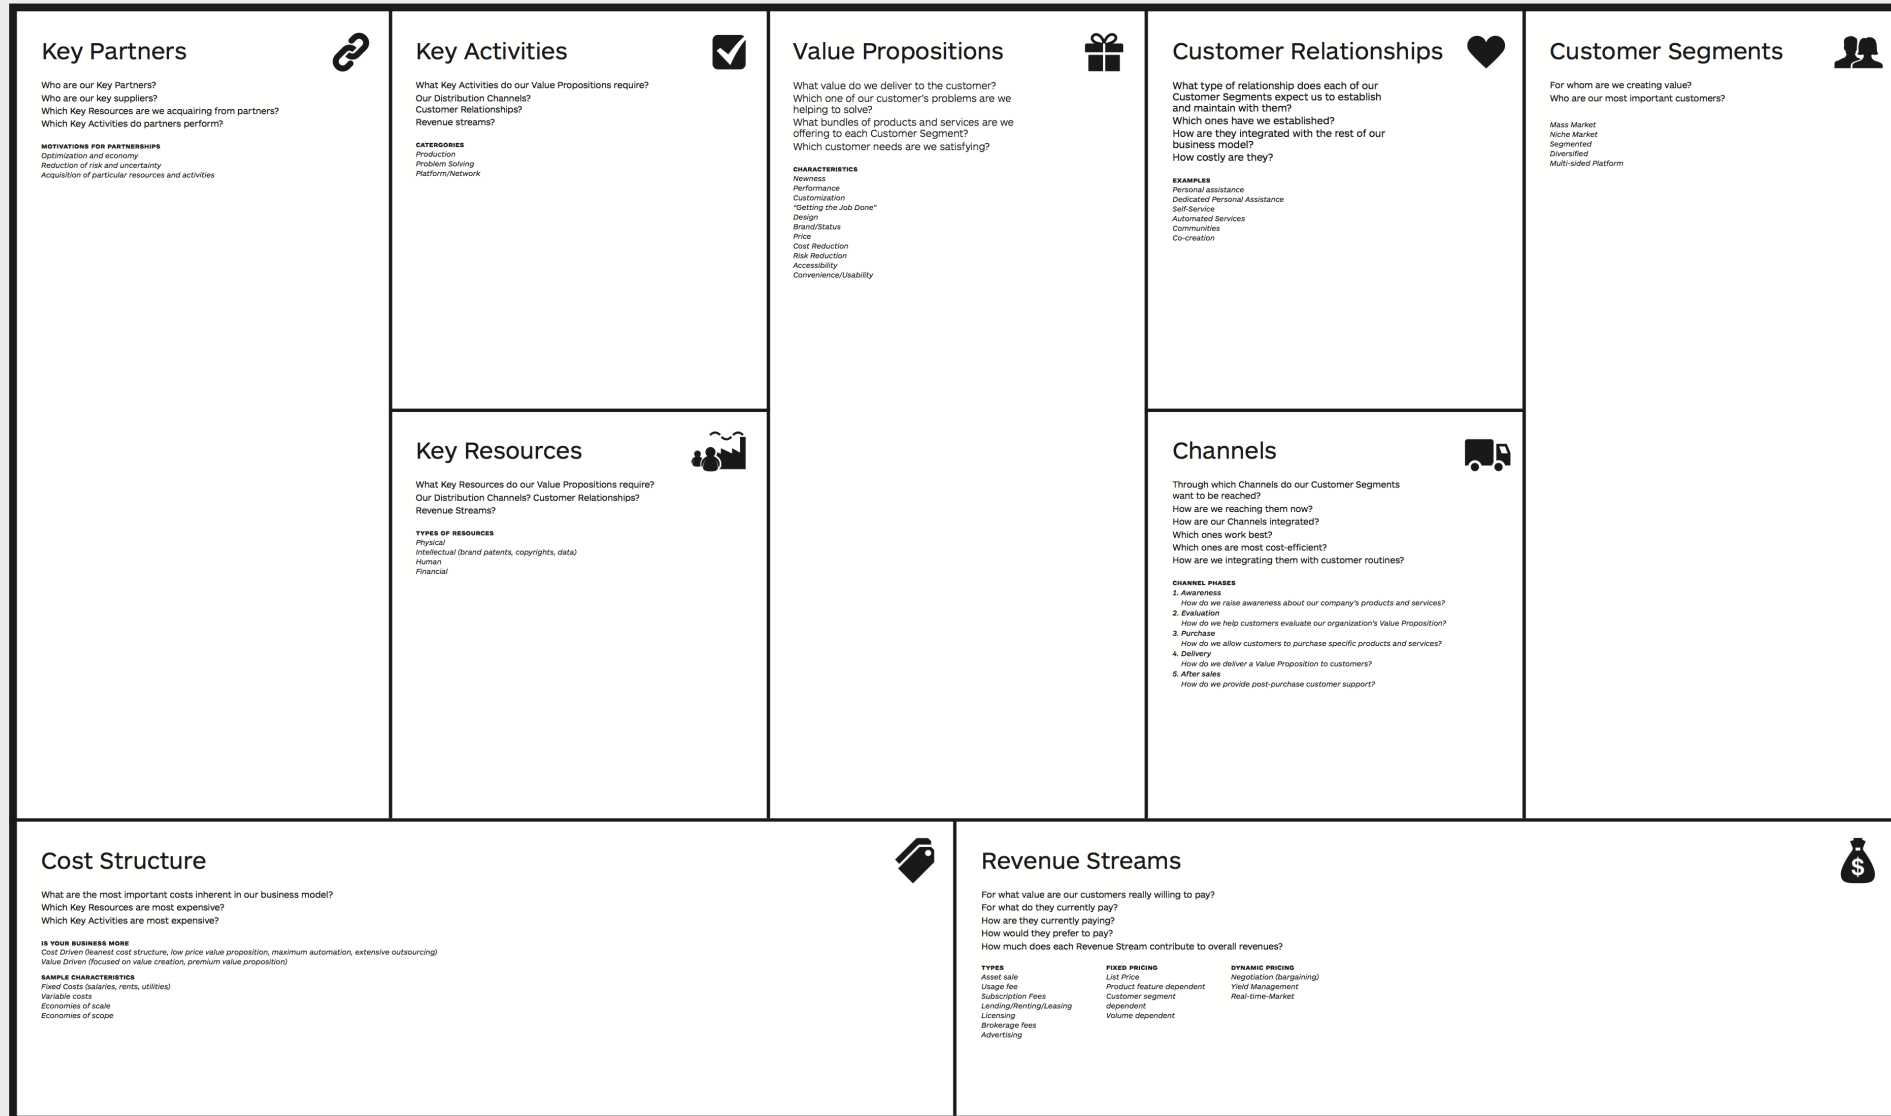 Key Partners
Who are our Key Partners?
Who are our key suppliers?
Which Key Resources are we acquairing from partners?
Which Key Activities do partners perform?
MOTIVATIONS FOR PARTNERSHIPS
Optimization and economy
Reduction of risk and uncertainty
Acquisition of particular resources and activities
Key Activities
What Key Activities do our Value Propositions require?
Our Distribution Channels?
Customer Relationships?
Revenue streams?
CATERGORIES
Production
Problem Solving
Platform/Network
Key Resources
What Key Resources do our Value Propositions require?
Our Distribution Channels? Customer Relationships?
Revenue Streams?
TYPES OF RESOURCES
Physical
Intellectual (brand patents, copyrights, data)
Human
Financial
Value Propositions
What value do we deliver to the customer?
Which one of our customer's problems are we
helping to solve?
What bundles of products and services are we
offering to each Customer Segment?
Which customer needs are we satisfying?
CHARACTERISTICS
Newness
Performance
Customization
“Getting the Job Done”
Design
Brand/Status
Price
Cost Reduction
Risk Reduction
Accessibility
Convenience/Usability
Customer Relationships
What type of relationship does each of our
Customer Segments expect us to establish
and maintain with them?
Which ones have we established?
How are they integrated with the rest of our
business model?
How costly are they?
EXAMPLES
Personal assistance
Dedicated Personal Assistance
Self-Service
Automated Services
Communities
Co-creation
Channels
Through which Channels do our Customer Segments
want to be reached?
How are we reaching them now?
How are our Channels integrated?
Which ones work best?
Which ones are most cost-efficient?
How are we integrating them with customer routines?
CHANNEL PHASES
1. Awareness
How do we raise awareness about our company's products and services?
2. Evaluation
How do we help customers evaluate our organization's Value Proposition?
3. Purchase
How do we allow customers to purchase specific products and services?
4. Delivery
How do we deliver a Value Proposition to customers?
5. After sales
How do we provide post-purchase customer support?
Customer Segments
For whom are we creating value?
Who are our most important customers?
Mass Market
Niche Market
Segmented
Diversified
Multi-sided Platform
Cost Structure
What are the most important costs inherent in our business model?
Which Key Resources are most expensive?
Which Key Activities are most expensive?
IS YOUR BUSINESS MORE
Cost Driven (leanest cost structure, low price value proposition, maximum automation, extensive outsourcing)
Value Driven (focused on value creation, premium value proposition)
SAMPLE CHARACTERISTICS
Fixed Costs (salaries, rents, utilities)
Variable costs
Economies of scale
Economies of scope
Revenue Streams
$
For what value are our customers really willing to pay?
For what do they currently pay?
How are they currently paying?
How would they prefer to pay?
How much does each Revenue Stream contribute to overall revenues?
TYPES
Asset sale
Usage fee
Subscription Fees
Lending/Renting/Leasing
Licensing
Brokerage fees
Advertising
FIXED PRICING
List Price
Product feature dependent
Customer segment
dependent
Volume dependent
DYNAMIC PRICING
Negotiation (bargaining)
Yield Management
Real-time-Market